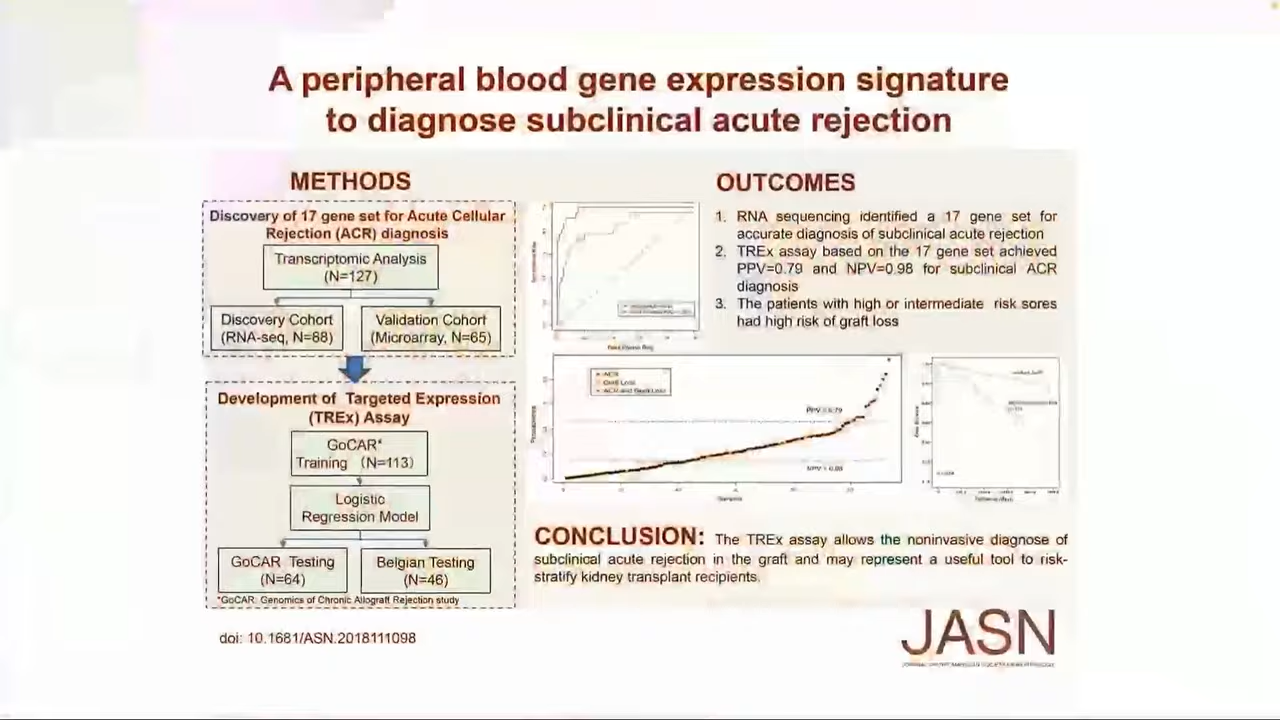 A peripheral blood gene expression signature
to diagnose subclinical acute rejection
METHODS
Discovery of 17 gene set for Acute Cellular
Rejection (ACR) diagnosis
Transcriptomic Analysis
(N=127)
Discovery Cohort
(RNA-seq, N=88)
Validation Cohort
(Microarray, N=65)
Development of Targeted Expression
(TREx) Assay
GoCAR*
Training (N=113)
Logistic
Regression Model
GoCAR Testing
(N=64)
Belgian Testing
(N=46)
*GoCAR: Genomics of Chronic Allograft Rejection study
doi: 10.1681/ASN.2018111098
OUTCOMES
1. RNA sequencing identified a 17 gene set for
accurate diagnosis of subclinical acute rejection
2. TREx assay based on the 17 gene set achieved
PPV=0.79 and NPV=0.98 for subclinical ACR
diagnosis
3. The patients with high or intermediate risk sores
had high risk of graft loss
PPV=0.79
NPV = 0.98
CONCLUSION: The TREx assay allows the noninvasive diagnose of
subclinical acute rejection in the graft and may represent a useful tool to risk-
stratify kidney transplant recipients.
JASN